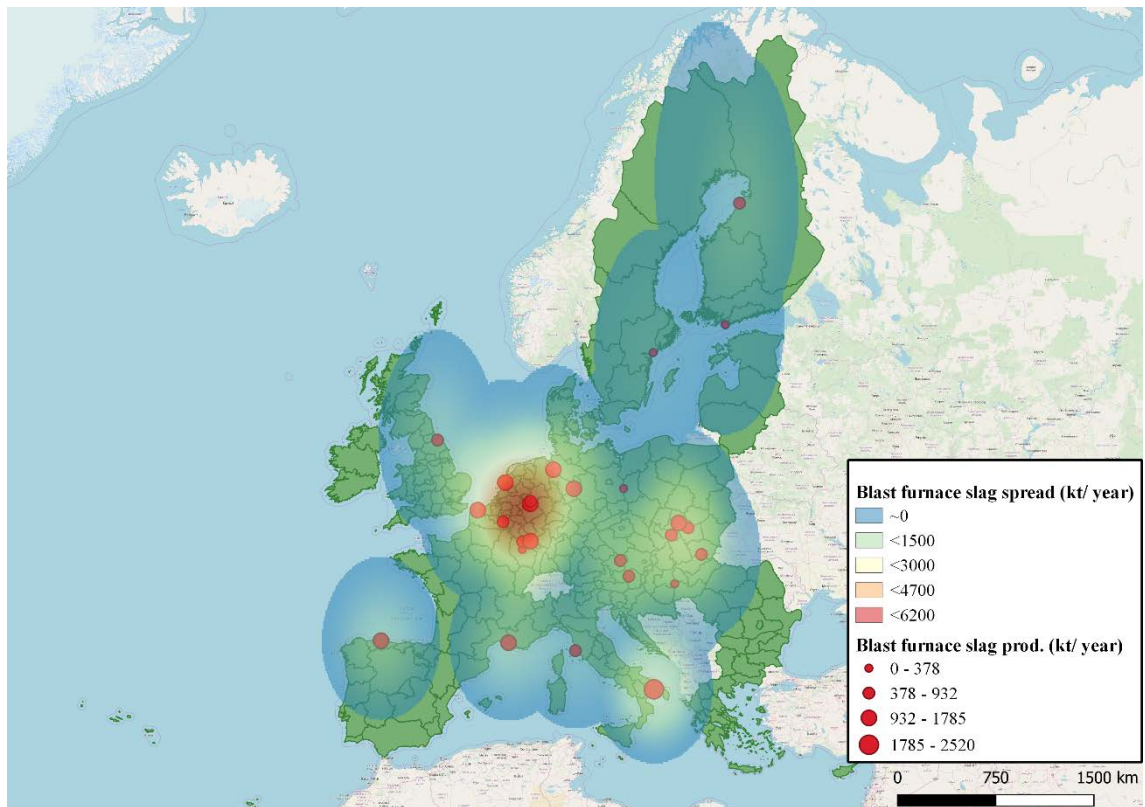 Blast furnace slag spread (kt/ year)
~0
<1500
<3000
<4700
<6200
Blast furnace slag prod. (kt/ year)
0 - 378
378 - 932
932 - 1785
1785 - 2520
0 750 1500 km